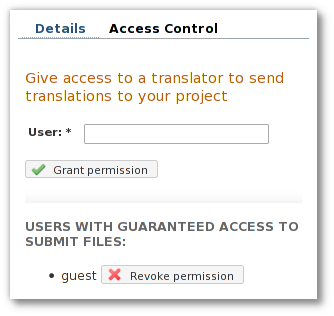 Details Access Control
Give access to a translator to send
translations to your project
User: *
Grant permission
USERS WITH GUARANTEED ACCESS TO
SUBMIT FILES:
• guest Revoke permission